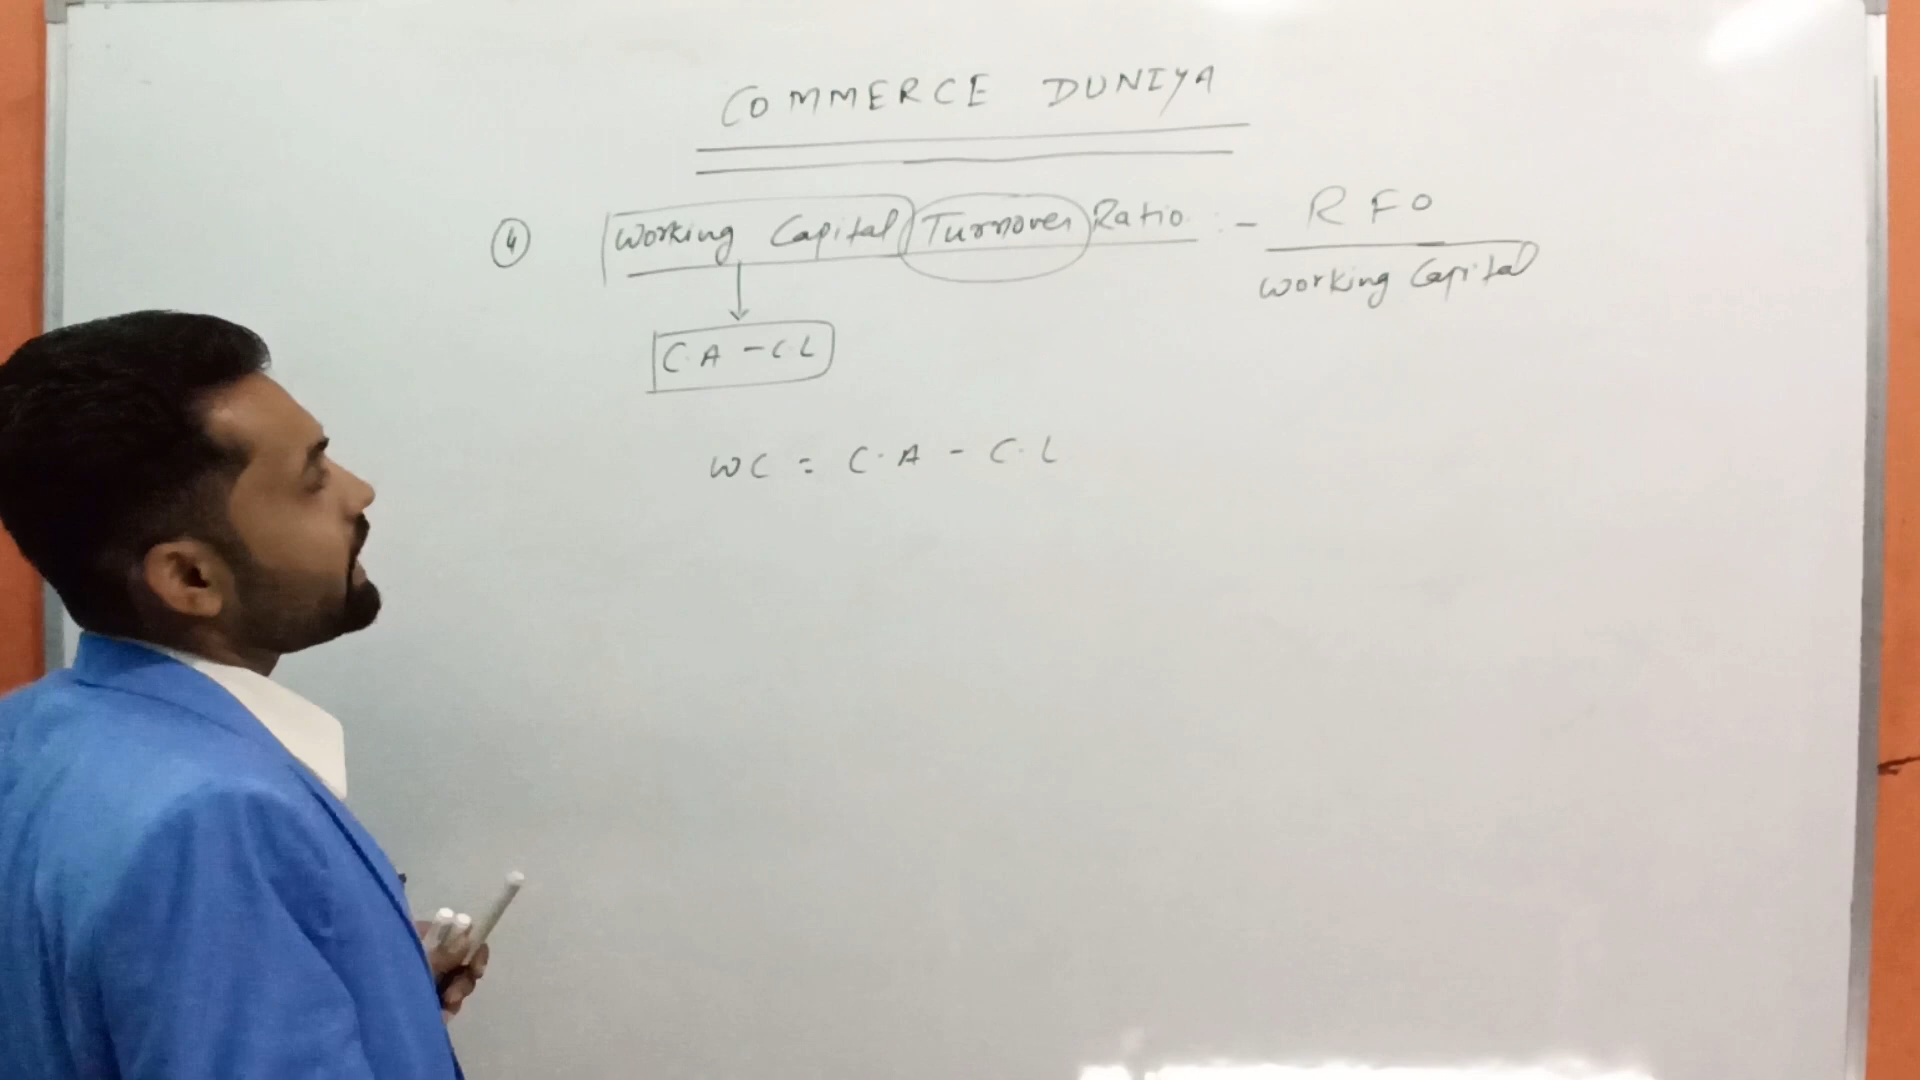 COMMERCE DUNIYA
4 Working Capital Turnover Ratio :- RFO
Working Capital
C.A - C L
WC = C.A - C.L